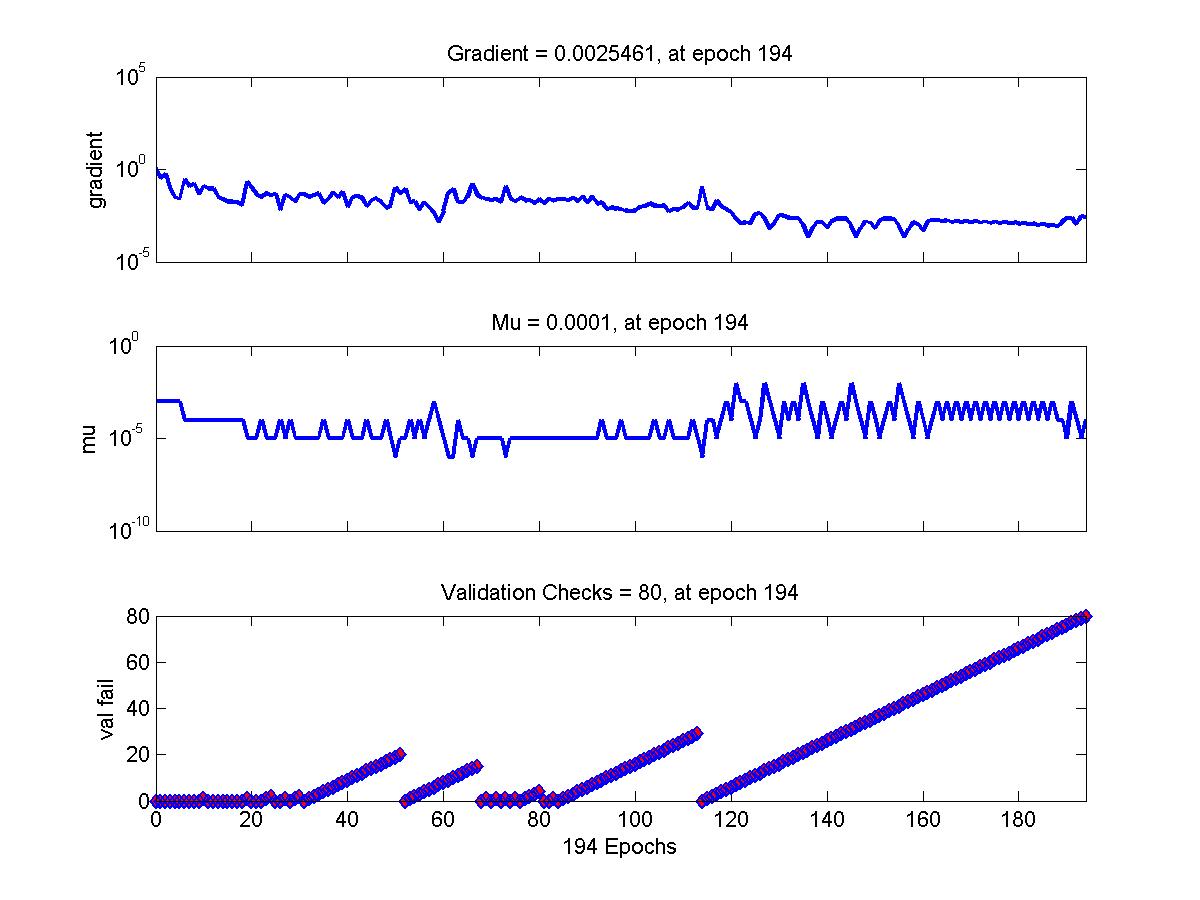 Gradient = 0.0025461, at epoch 194
10^5
10^0
10^-5
gradient
Mu = 0.0001, at epoch 194
10^0
10^-5
10^-10
mu
Validation Checks = 80, at epoch 194
80
60
40
20
0
val fail
0 20 40 60 80 100 120 140 160 180
194 Epochs